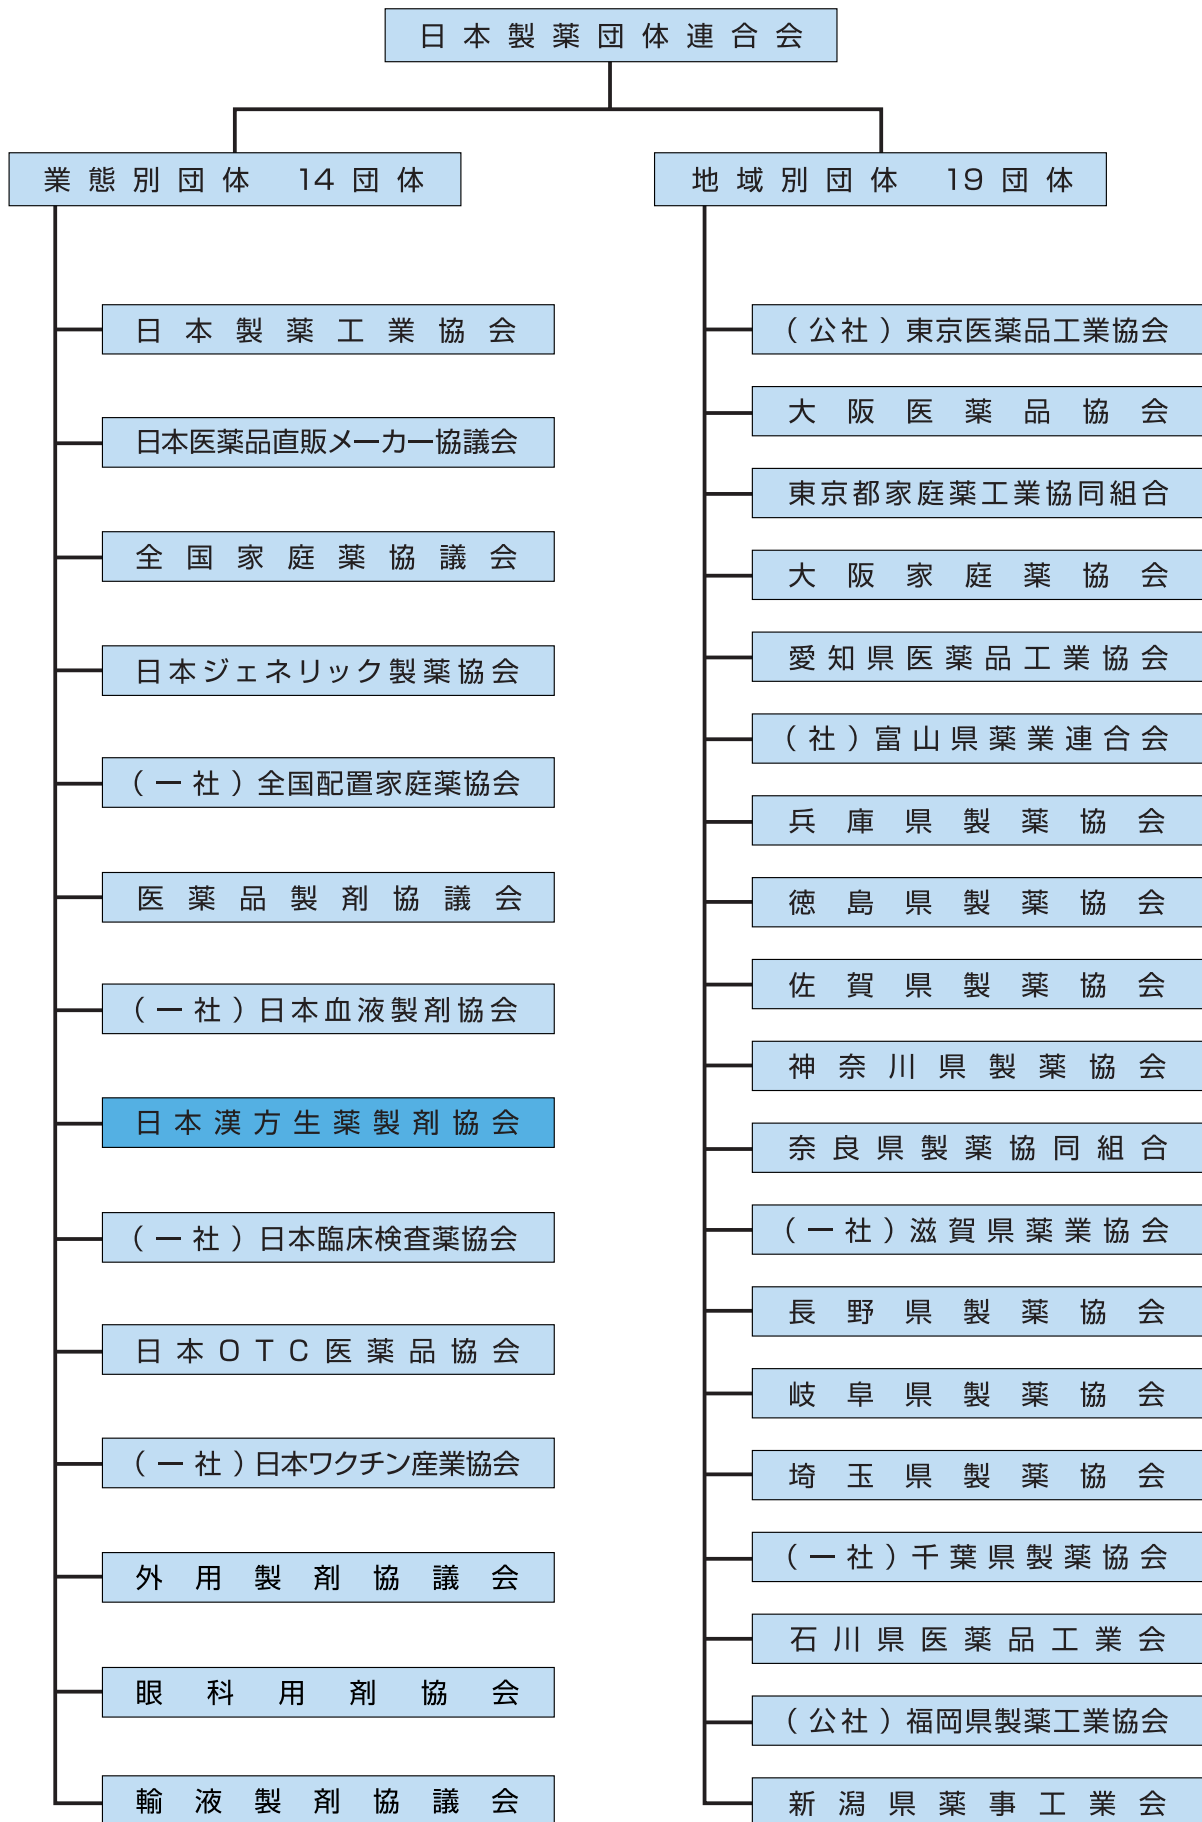 日本製薬団体連合会
業態別団体　14団体
日本製薬工業協会
日本医薬品直販メーカー協議会
全国家庭薬協議会
日本ジェネリック製薬協会
（一社）全国配置家庭薬協会
医薬品製剤協議会
（一社）日本血液製剤協会
日本漢方生薬製剤協会
（一社）日本臨床検査薬協会
日本OTC医薬品協会
（一社）日本ワクチン産業協会
外用製剤協議会
眼科用剤協会
輸液製剤協議会
地域別団体　19団体
（公社）東京医薬品工業協会
大阪医薬品協会
東京都家庭薬工業協同組合
大阪家庭薬協会
愛知県医薬品工業協会
（社）富山県薬業連合会
兵庫県製薬協会
徳島県製薬協会
佐賀県製薬協会
神奈川県製薬協会
奈良県製薬協同組合
（一社）滋賀県薬業協会
長野県製薬協会
岐阜県製薬協会
埼玉県製薬協会
（一社）千葉県製薬協会
石川県医薬品工業会
（公社）福岡県製薬工業協会
新潟県薬事工業会